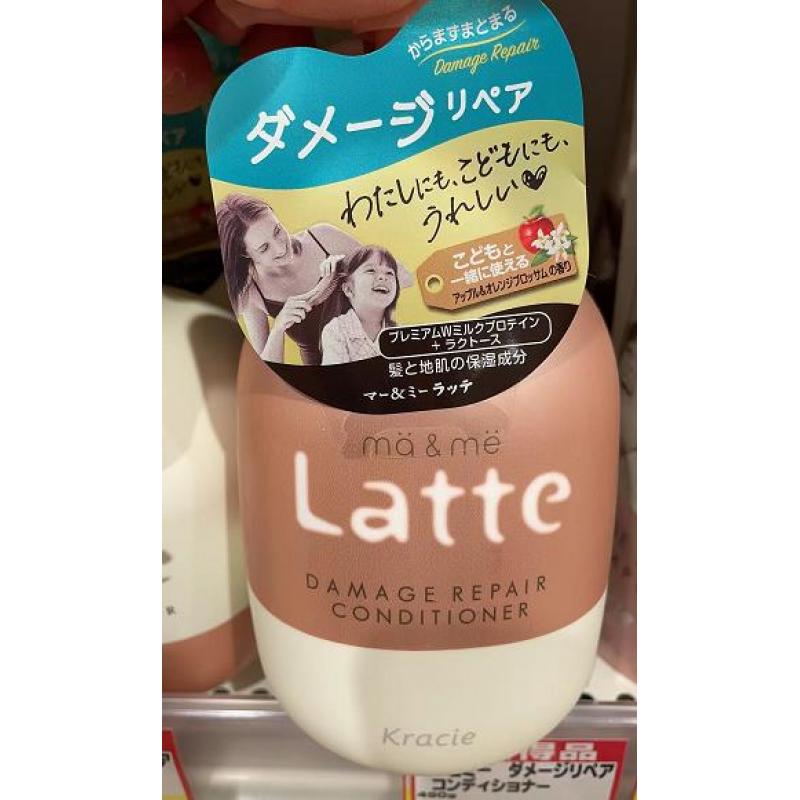 からますまとまる
Damage Repair
ダメージリペア
わたしにも、こどもにも、
うれしい♥
こどもと
一緒に使える
アップル&オレンジブロッサムの香り
プレミアムWミルクプロテイン
+ ラクトース
髪と地肌の保湿成分
マー&ミー ラッテ
mä & më
Latte
DAMAGE REPAIR
CONDITIONER
Kracie
得品
ダメージリペア
コンディショナー
490g